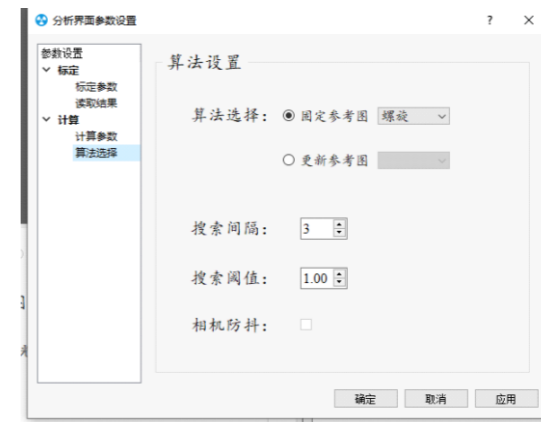 分析界面参数设置
参数设置
标定
标定参数
读取结果
计算
计算参数
算法选择
算法设置
算法选择： 固定参考图 螺旋
更新参考图
搜索间隔： 3
搜索阈值： 1.00
相机防抖：
确定 取消 应用